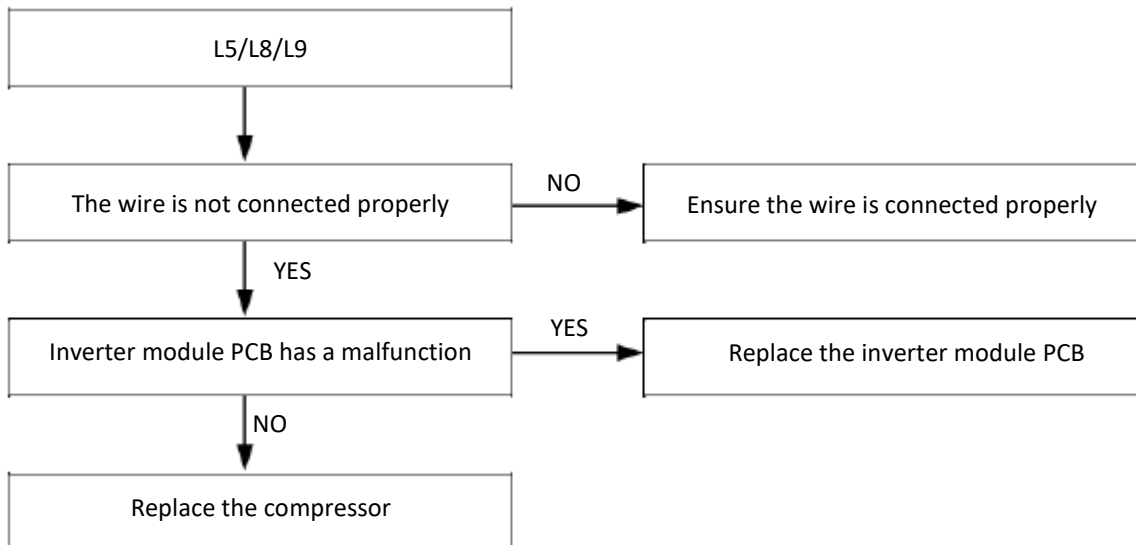 L5/L8/L9
The wire is not connected properly
NO
Ensure the wire is connected properly
YES
Inverter module PCB has a malfunction
YES
Replace the inverter module PCB
NO
Replace the compressor